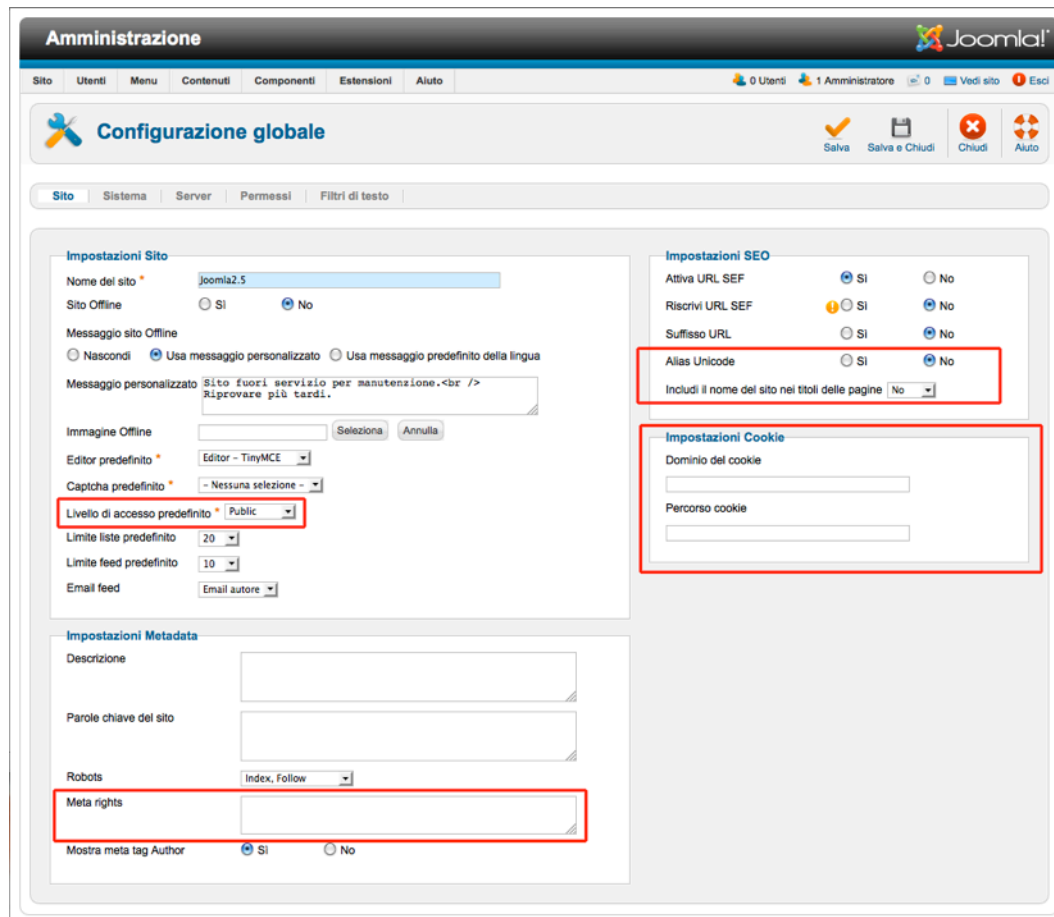 Amministrazione
Joomla!
Sito Utenti Menu Contenuti Componenti Estensioni Aiuto 0 Utenti 1 Amministratore 0 Vedi sito Esci
Configurazione globale
Salva Salva e Chiudi Chiudi Aiuto
Sito Sistema Server Permessi Filtri di testo
Impostazioni Sito
Nome del sito * Joomla2.5
Sito Offline Sì No
Messaggio sito Offline
Nascondi Usa messaggio personalizzato Usa messaggio predefinito della lingua
Messaggio personalizzato Sito fuori servizio per manutenzione.<br />
Riprovare più tardi.
Immagine Offline Seleziona Annulla
Editor predefinito * Editor - TinyMCE
Captcha predefinito * - Nessuna selezione -
Livello di accesso predefinito * Public
Limite liste predefinito 20
Limite feed predefinito 10
Email feed Email autore
Impostazioni Metadata
Descrizione
Parole chiave del sito
Robots Index, Follow
Meta rights
Mostra meta tag Author Sì No
Impostazioni SEO
Attiva URL SEF Sì No
Riscrivi URL SEF Sì No
Suffisso URL Sì No
Alias Unicode Sì No
Includi il nome del sito nei titoli delle pagine No
Impostazioni Cookie
Dominio del cookie
Percorso cookie